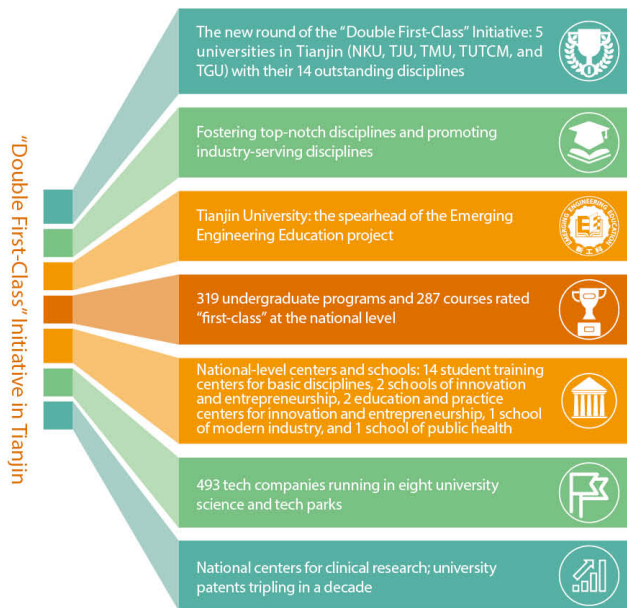 "Double First-Class" Initiative in Tianjin
The new round of the “Double First-Class” Initiative: 5
universities in Tianjin (NKU, TJU, TMU, TUTCM, and
TGU) with their 14 outstanding disciplines
Fostering top-notch disciplines and promoting
industry-serving disciplines
Tianjin University: the spearhead of the Emerging
Engineering Education project
EMERGING ENGINEERING EDUCATION
E3
新工科
319 undergraduate programs and 287 courses rated
“first-class” at the national level
National-level centers and schools: 14 student training
centers for basic disciplines, 2 schools of innovation
and entrepreneurship, 2 education and practice
centers for innovation and entrepreneurship, 1 school
of modern industry, and 1 school of public health
493 tech companies running in eight university
science and tech parks
National centers for clinical research; university
patents tripling in a decade